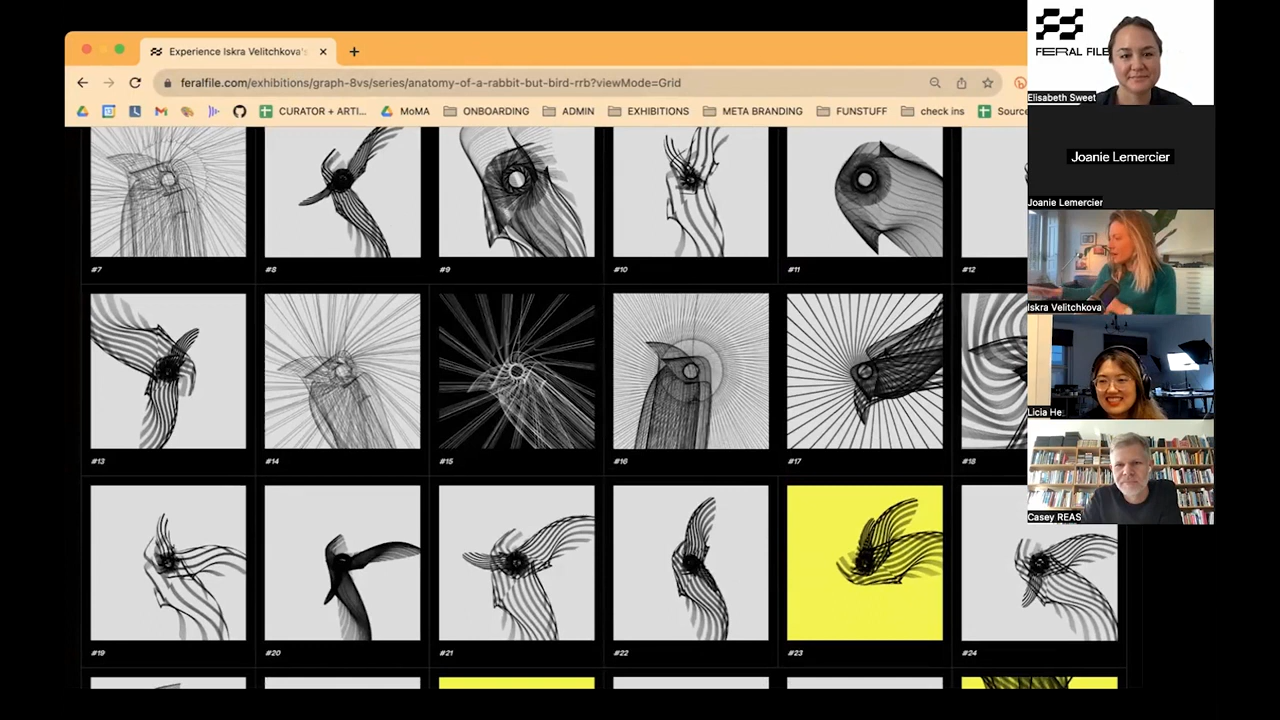 Experience Iskra Velitchkova's
feralfile.com/exhibitions/graph-8vs/series/anatomy-of-a-rabbit-but-bird-rrb?viewMode=Grid
CURATOR + ARTI... MoMA ONBOARDING ADMIN EXHIBITIONS META BRANDING FUNSTUFF check ins Source
#7 #8 #9 #10 #11 #12
#13 #14 #15 #16 #17 #18
#19 #20 #21 #22 #23 #24
FERAL FILE
Elisabeth Sweet
Joanie Lemercier
Joanie Lemercier
Iskra Velitchkova
Licia He
Casey REAS